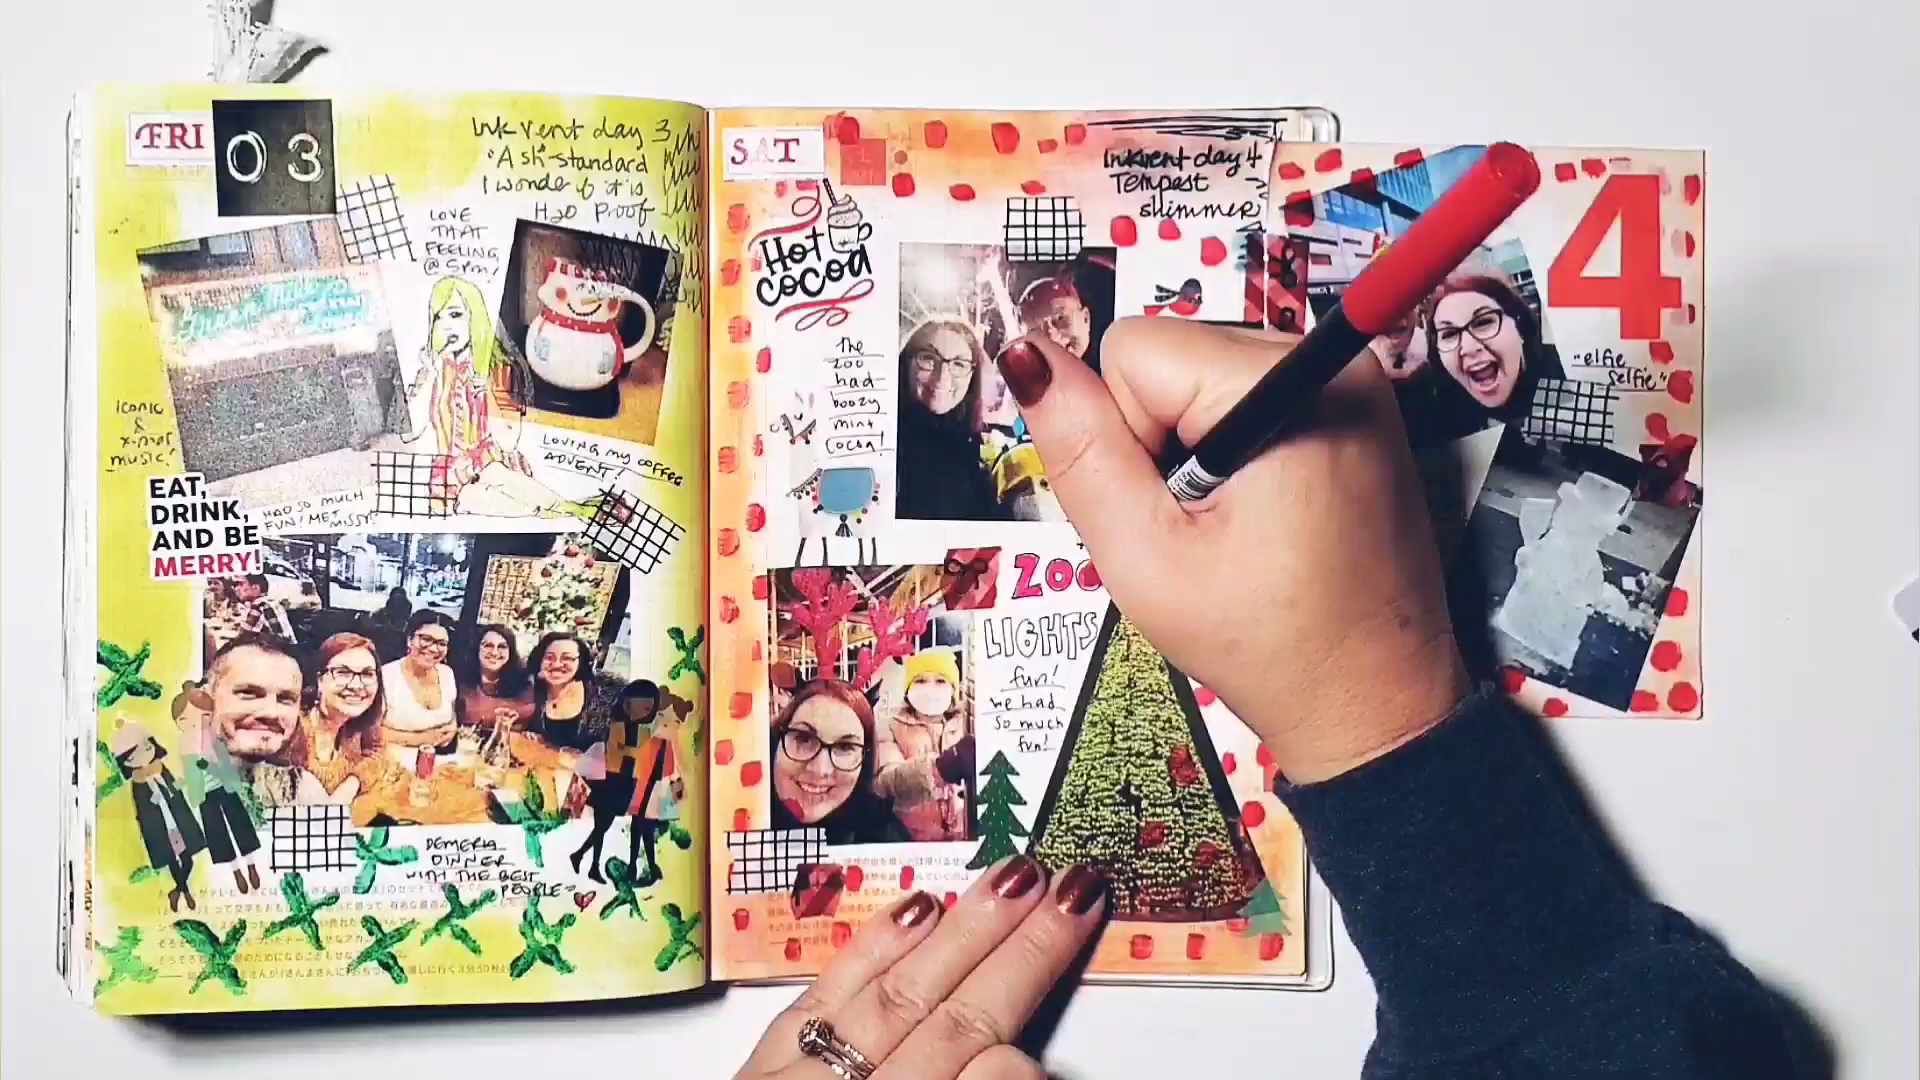 FRI
03
Inkvent day 3
"Ash"-standard
I wonder if it is
H2O Proof
LOVE
THAT
FEELING
@ 5pm!
iconic
&
x-mas
music!
LOVING my COFFEE
ADVENT!
EAT,
DRINK,
AND BE
MERRY!
HAD SO MUCH
FUN! MET
MISSY!
DEMERA
DINNER
WITH THE BEST
PEOPLE
SAT
Inkvent day 4
Tempest
shimmer
Hot
cocoa
The
zoo
had
boozy
mint
cocoa!
ZOO
LIGHTS
fun!
we had
so much
fun!
4
"elfie
selfie"